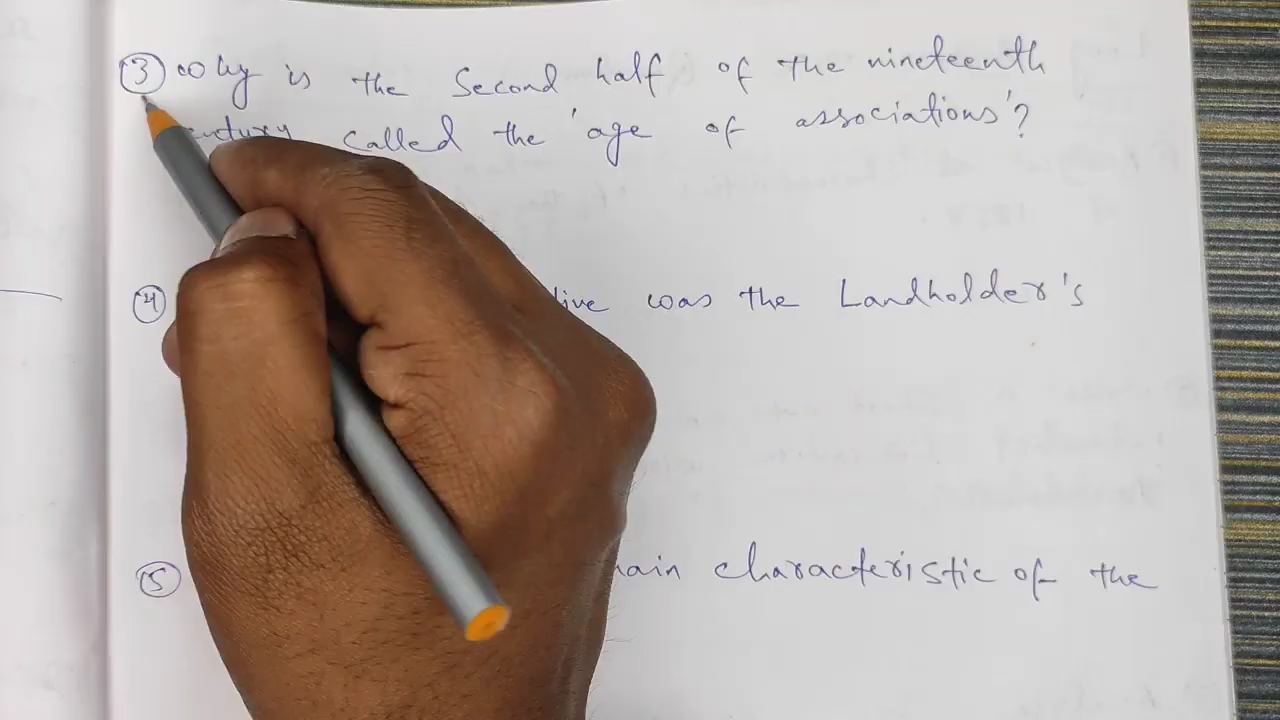 ③ Why is the Second half of the nineteenth
called the 'age of associations'?
④ was the Landholder's
⑤ characteristic of the